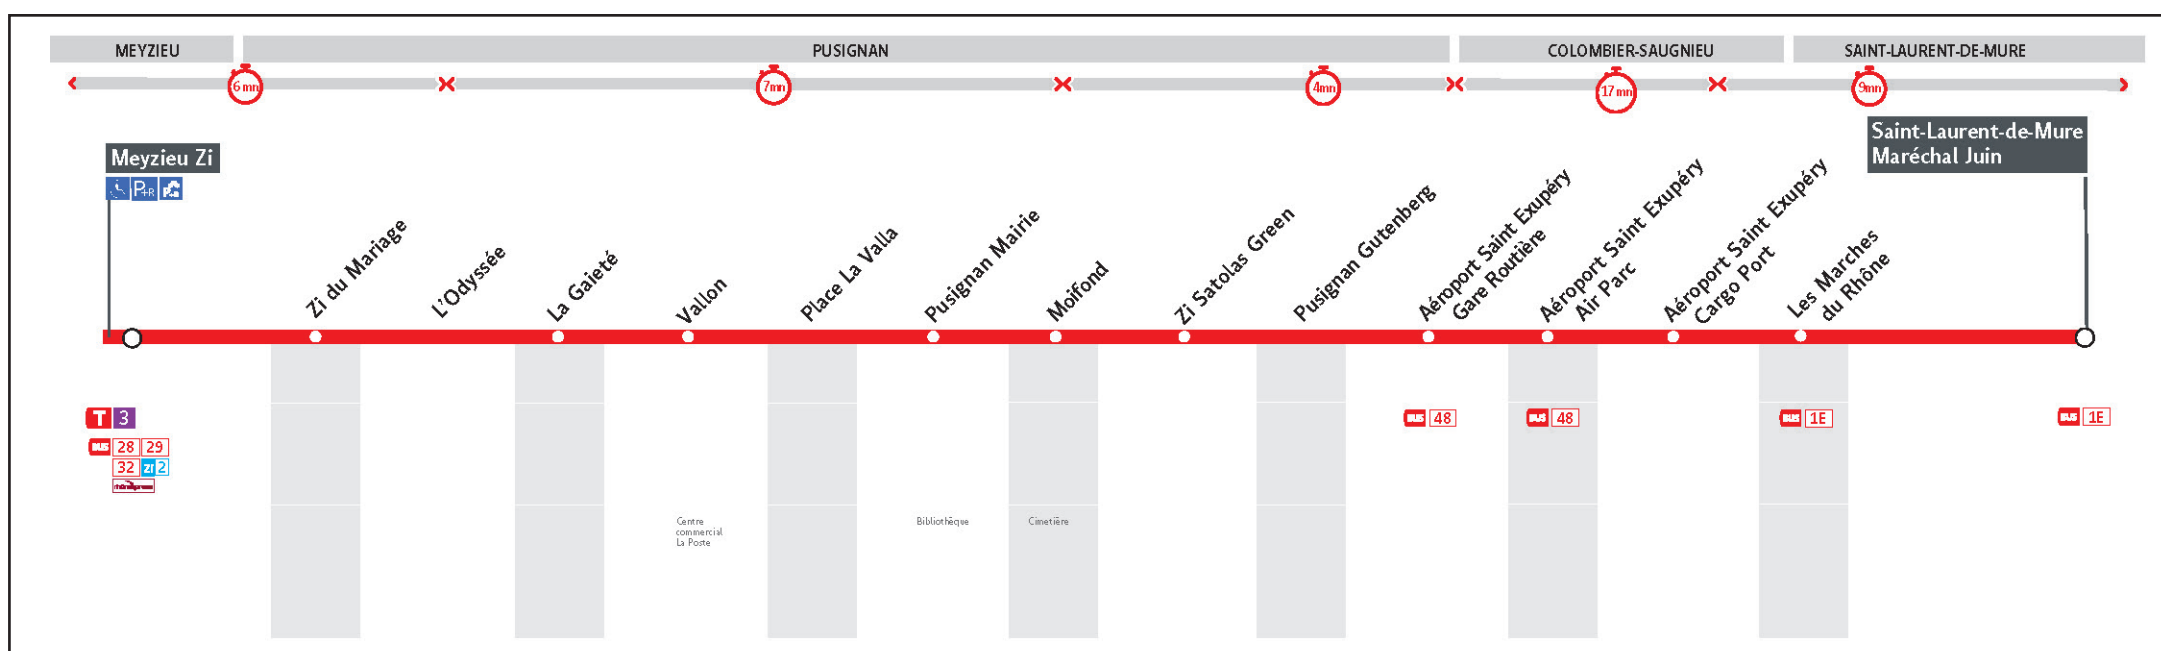 MEYZIEU
PUSIGNAN
COLOMBIER-SAUGNIEU
SAINT-LAURENT-DE-MURE
6 mn
7mn
4mn
17 mn
9mn
Meyzieu Zi
P+R
Saint-Laurent-de-Mure
Maréchal Juin
Zi du Mariage
L'Odyssée
La Gaieté
Vallon
Place La Valla
Pusignan Mairie
Moifond
Zi Satolas Green
Pusignan Gutenberg
Aéroport Saint Exupéry
Gare Routière
Aéroport Saint Exupéry
Air Parc
Aéroport Saint Exupéry
Cargo Port
Les Marches
du Rhône
T 3
BUS 28 29
32 Zi 2
rhônexpress
BUS 48
BUS 48
BUS 1E
BUS 1E
Centre
commercial
La Poste
Bibliothèque
Cimetière